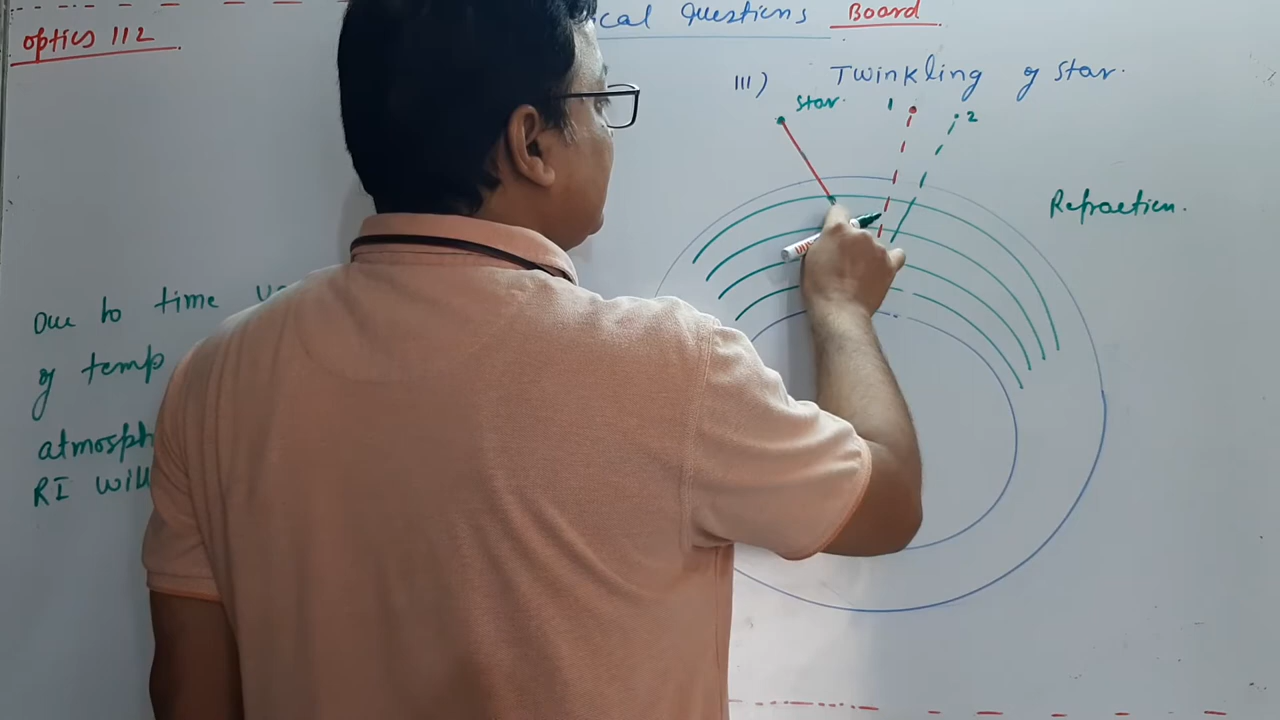 optics 112
cal Questions Board
III) Twinkling of star.
star.
1
2
Refraction.
Due to time
of temp
atmosph
RI will